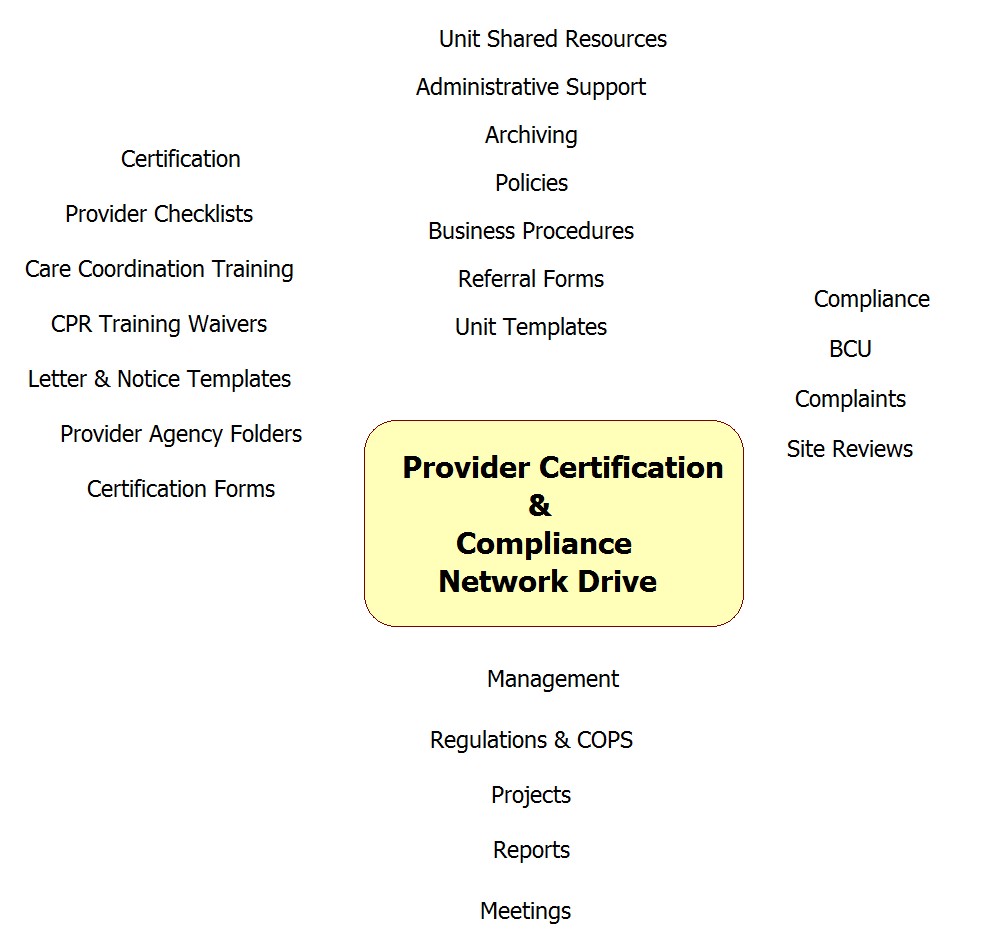 Unit Shared Resources
Administrative Support
Archiving
Policies
Business Procedures
Referral Forms
Unit Templates
Certification
Provider Checklists
Care Coordination Training
CPR Training Waivers
Letter & Notice Templates
Provider Agency Folders
Certification Forms
Compliance
BCU
Complaints
Site Reviews
Provider Certification
&
Compliance
Network Drive
Management
Regulations & COPS
Projects
Reports
Meetings